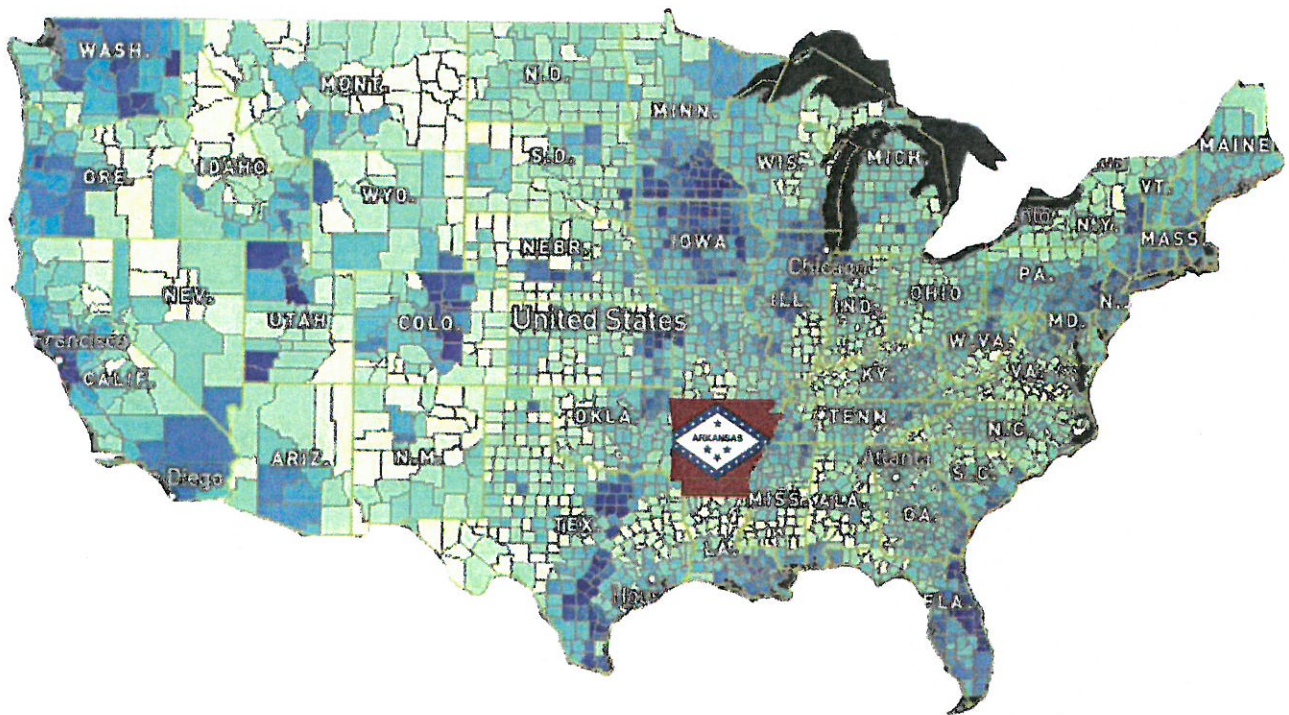 WASH.
MONT.
N.D.
MINN.
ORE.
IDAHO
WYO.
S.D.
WIS.
MICH.
MAINE
VT.
N.Y.
MASS.
NEV.
UTAH
COLO.
NEBR.
IOWA
Chicago
ILL.
IND.
OHIO
PA.
N.
MD.
W.VA.
VA.
United States
Francisco
CALIF.
KY.
TENN
N.C.
ARIZ.
N.M.
OKLA.
ARKANSAS
Atlanta
S.C.
Diego
TEX.
MISS.
ALA.
GA.
LA.
Hou
FLA.